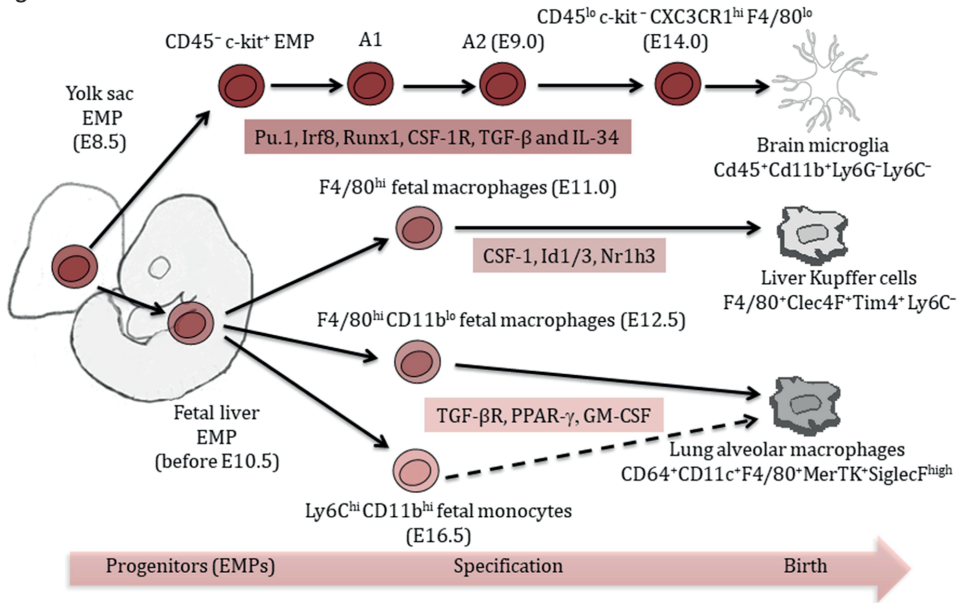 CD45⁻ c-kit⁺ EMP
A1
A2 (E9.0)
CD45ˡᵒ c-kit ⁻ CXC3CR1ʰⁱ F4/80ˡᵒ
(E14.0)
Yolk sac
EMP
(E8.5)
Pu.1, Irf8, Runx1, CSF-1R, TGF-β and IL-34
Brain microglia
Cd45⁺Cd11b⁺Ly6G⁻Ly6C⁻
F4/80ʰⁱ fetal macrophages (E11.0)
CSF-1, Id1/3, Nr1h3
Liver Kupffer cells
F4/80⁺Clec4F⁺Tim4⁺ Ly6C⁻
F4/80ʰⁱ CD11bˡᵒ fetal macrophages (E12.5)
Fetal liver
EMP
(before E10.5)
TGF-βR, PPAR-γ, GM-CSF
Lung alveolar macrophages
CD64⁺CD11c⁺F4/80⁺MerTK⁺SiglecFʰⁱᵍʰ
Ly6Cʰⁱ CD11bʰⁱ fetal monocytes
(E16.5)
Progenitors (EMPs)
Specification
Birth